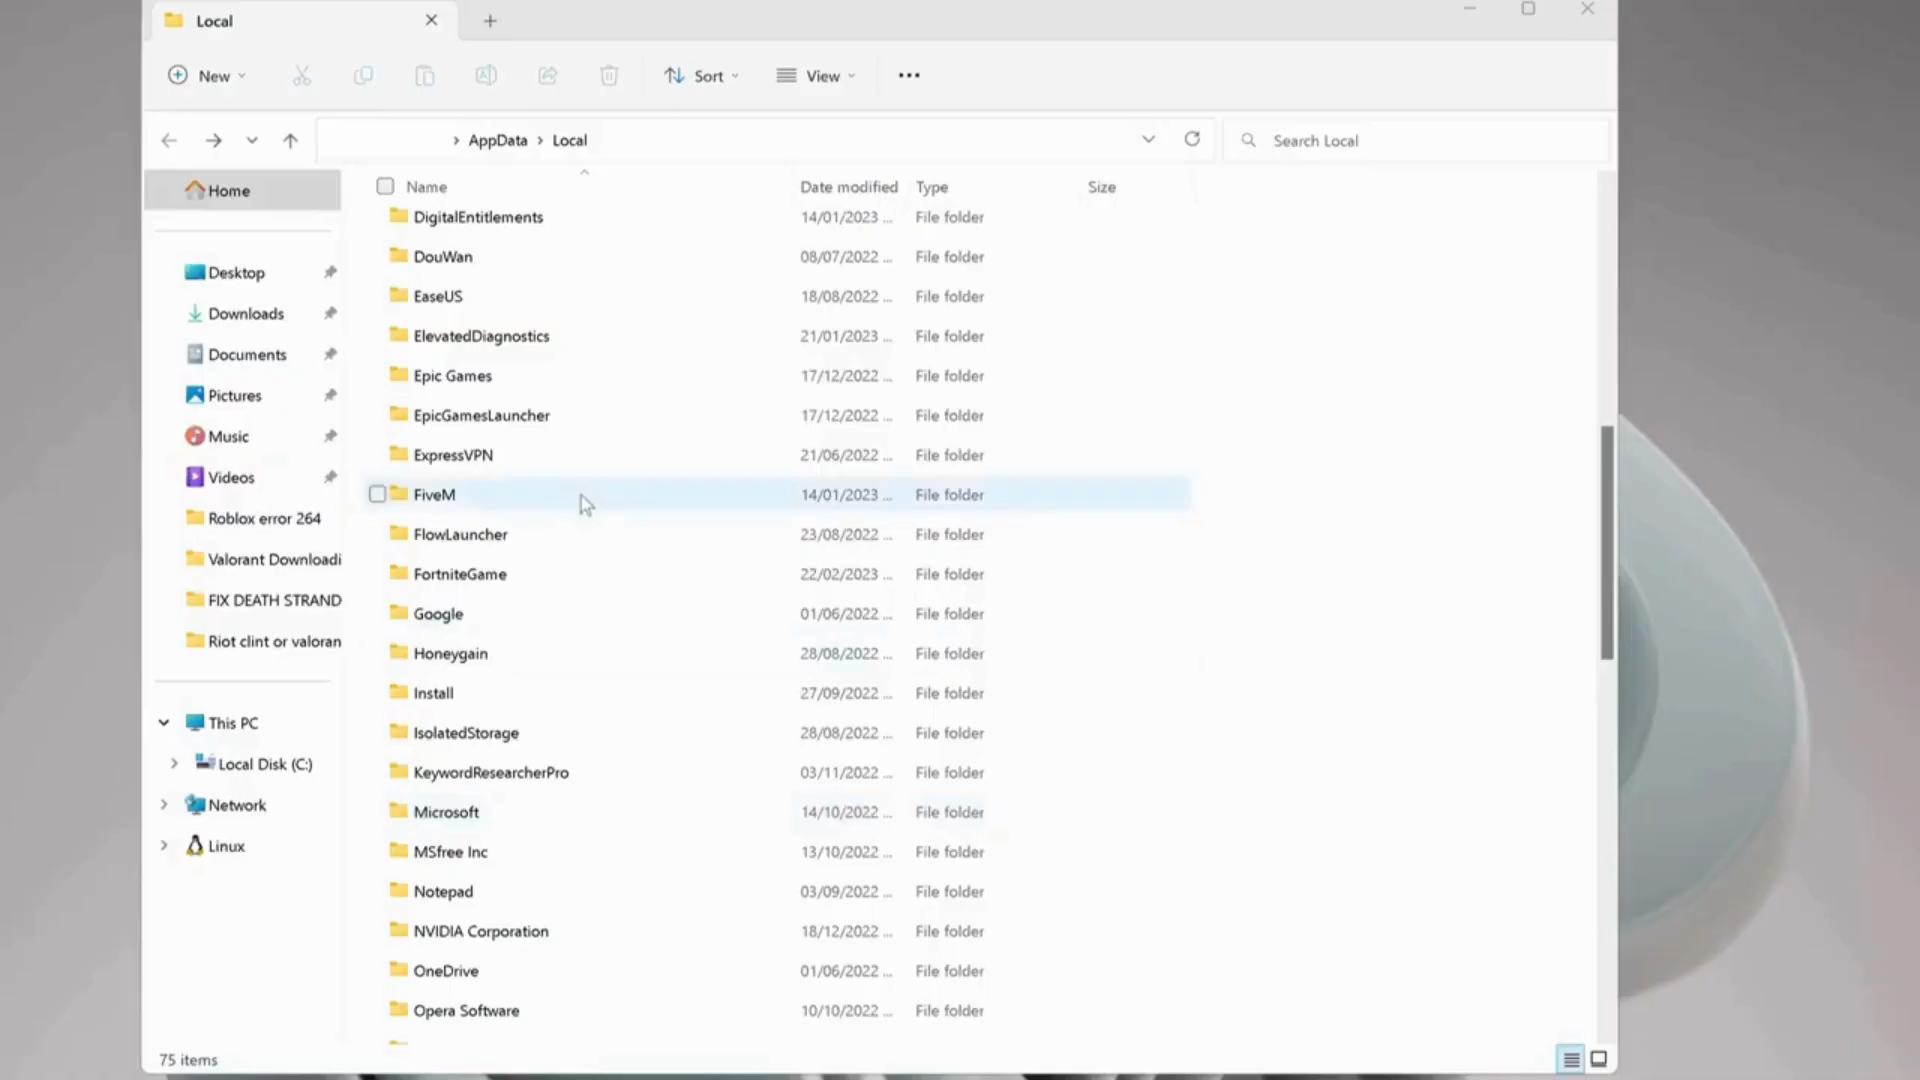 Local
New
Sort
View
AppData
Local
Search Local
Name
Date modified
Type
Size
Home
Desktop
Downloads
Documents
Pictures
Music
Videos
Roblox error 264
Valorant Downloadi
FIX DEATH STRAND
Riot clint or valoran
This PC
Local Disk (C:)
Network
Linux
DigitalEntitlements 14/01/2023 ... File folder
DouWan 08/07/2022 ... File folder
EaseUS 18/08/2022 ... File folder
ElevatedDiagnostics 21/01/2023 ... File folder
Epic Games 17/12/2022 ... File folder
EpicGamesLauncher 17/12/2022 ... File folder
ExpressVPN 21/06/2022 ... File folder
FiveM 14/01/2023 ... File folder
FlowLauncher 23/08/2022 ... File folder
FortniteGame 22/02/2023 ... File folder
Google 01/06/2022 ... File folder
Honeygain 28/08/2022 ... File folder
Install 27/09/2022 ... File folder
IsolatedStorage 28/08/2022 ... File folder
KeywordResearcherPro 03/11/2022 ... File folder
Microsoft 14/10/2022 ... File folder
MSfree Inc 13/10/2022 ... File folder
Notepad 03/09/2022 ... File folder
NVIDIA Corporation 18/12/2022 ... File folder
OneDrive 01/06/2022 ... File folder
Opera Software 10/10/2022 ... File folder
75 items